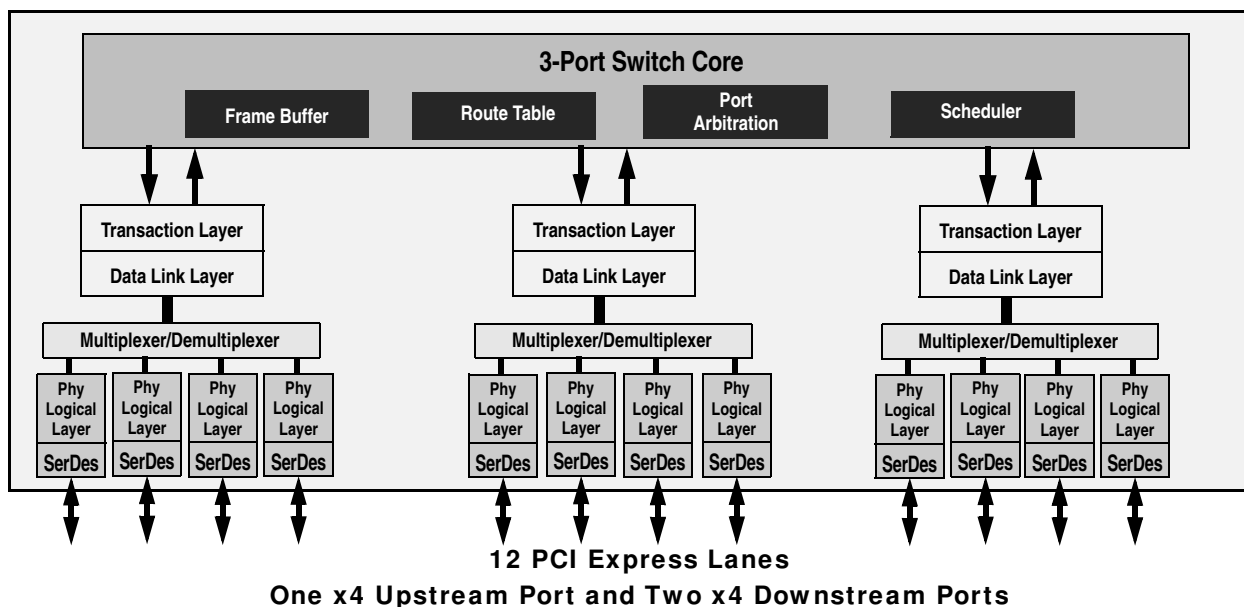 3-Port Switch Core
Frame Buffer
Route Table
Port
Arbitration
Scheduler
Transaction Layer
Data Link Layer
Multiplexer/Demultiplexer
Phy
Logical
Layer
SerDes
Phy
Logical
Layer
SerDes
Phy
Logical
Layer
SerDes
Phy
Logical
Layer
SerDes
Transaction Layer
Data Link Layer
Multiplexer/Demultiplexer
Phy
Logical
Layer
SerDes
Phy
Logical
Layer
SerDes
Phy
Logical
Layer
SerDes
Phy
Logical
Layer
SerDes
Transaction Layer
Data Link Layer
Multiplexer/Demultiplexer
Phy
Logical
Layer
SerDes
Phy
Logical
Layer
SerDes
Phy
Logical
Layer
SerDes
Phy
Logical
Layer
SerDes
12 PCI Express Lanes
One x4 Upstream Port and Two x4 Downstream Ports